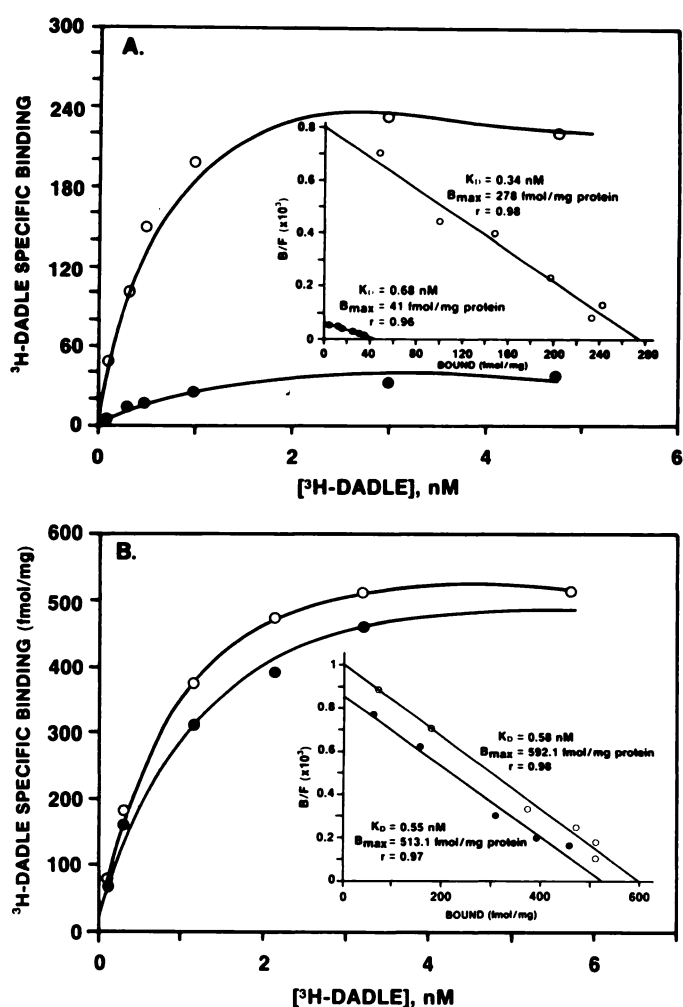 A.
300
240
180
120
60
0
³H-DADLE SPECIFIC BINDING
0 2 4 6
[³H-DADLE], nM
0.8
0.6
0.4
0.2
0
B/F (x10³)
K_D = 0.34 nM
Bmax = 278 fmol/mg protein
r = 0.98
K_D = 0.68 nM
Bmax = 41 fmol/mg protein
r = 0.96
0 40 80 120 160 200 240 280
BOUND (fmol/mg)
B.
600
500
400
300
200
100
0
³H-DADLE SPECIFIC BINDING (fmol/mg)
0 2 4 6
[³H-DADLE], nM
1
0.8
0.6
0.4
0.2
0
B/F (x10³)
K_D = 0.58 nM
Bmax = 592.1 fmol/mg protein
r = 0.98
K_D = 0.55 nM
Bmax = 513.1 fmol/mg protein
r = 0.97
0 200 400 600
BOUND (fmol/mg)